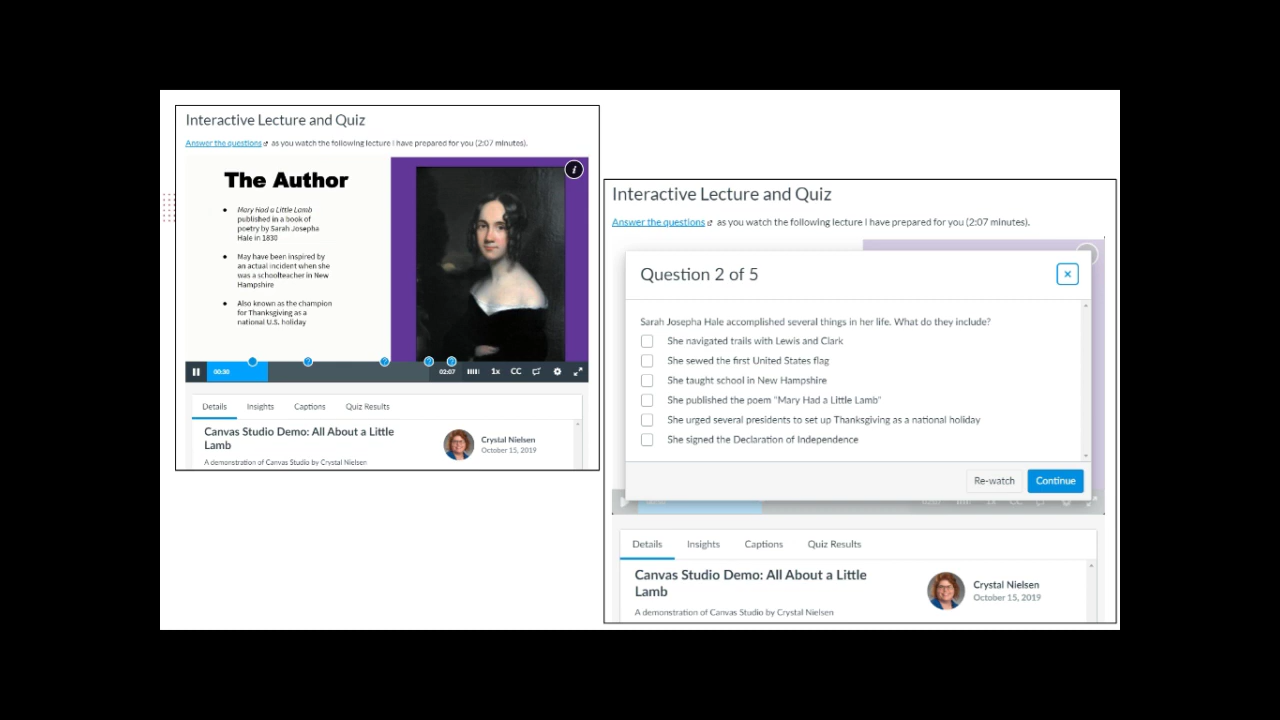 Interactive Lecture and Quiz
Answer the questions as you watch the following lecture I have prepared for you (2:07 minutes).
The Author
Mary Had a Little Lamb
published in a book of
poetry by Sarah Josepha
Hale in 1830
May have been inspired by
an actual incident when she
was a schoolteacher in New
Hampshire
Also known as the champion
for Thanksgiving as a
national U.S. holiday
i
00:30 02:07 1x CC
Details Insights Captions Quiz Results
Canvas Studio Demo: All About a Little
Lamb
Crystal Nielsen
October 15, 2019
A demonstration of Canvas Studio by Crystal Nielsen
Interactive Lecture and Quiz
Answer the questions as you watch the following lecture I have prepared for you (2:07 minutes).
Question 2 of 5
Sarah Josepha Hale accomplished several things in her life. What do they include?
She navigated trails with Lewis and Clark
She sewed the first United States flag
She taught school in New Hampshire
She published the poem "Mary Had a Little Lamb"
She urged several presidents to set up Thanksgiving as a national holiday
She signed the Declaration of Independence
Re-watch Continue
Details Insights Captions Quiz Results
Canvas Studio Demo: All About a Little
Lamb
Crystal Nielsen
October 15, 2019
A demonstration of Canvas Studio by Crystal Nielsen